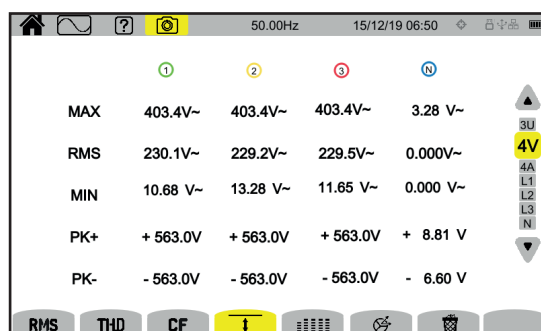 ? 50.00Hz 15/12/19 06:50
1 2 3 N
MAX 403.4V~ 403.4V~ 403.4V~ 3.28 V~
RMS 230.1V~ 229.2V~ 229.5V~ 0.000V~
MIN 10.68 V~ 13.28 V~ 11.65 V~ 0.000 V~
PK+ + 563.0V + 563.0V + 563.0V + 8.81 V
PK- - 563.0V - 563.0V - 563.0V - 6.60 V
3U
4V
4A
L1
L2
L3
N
RMS THD CF